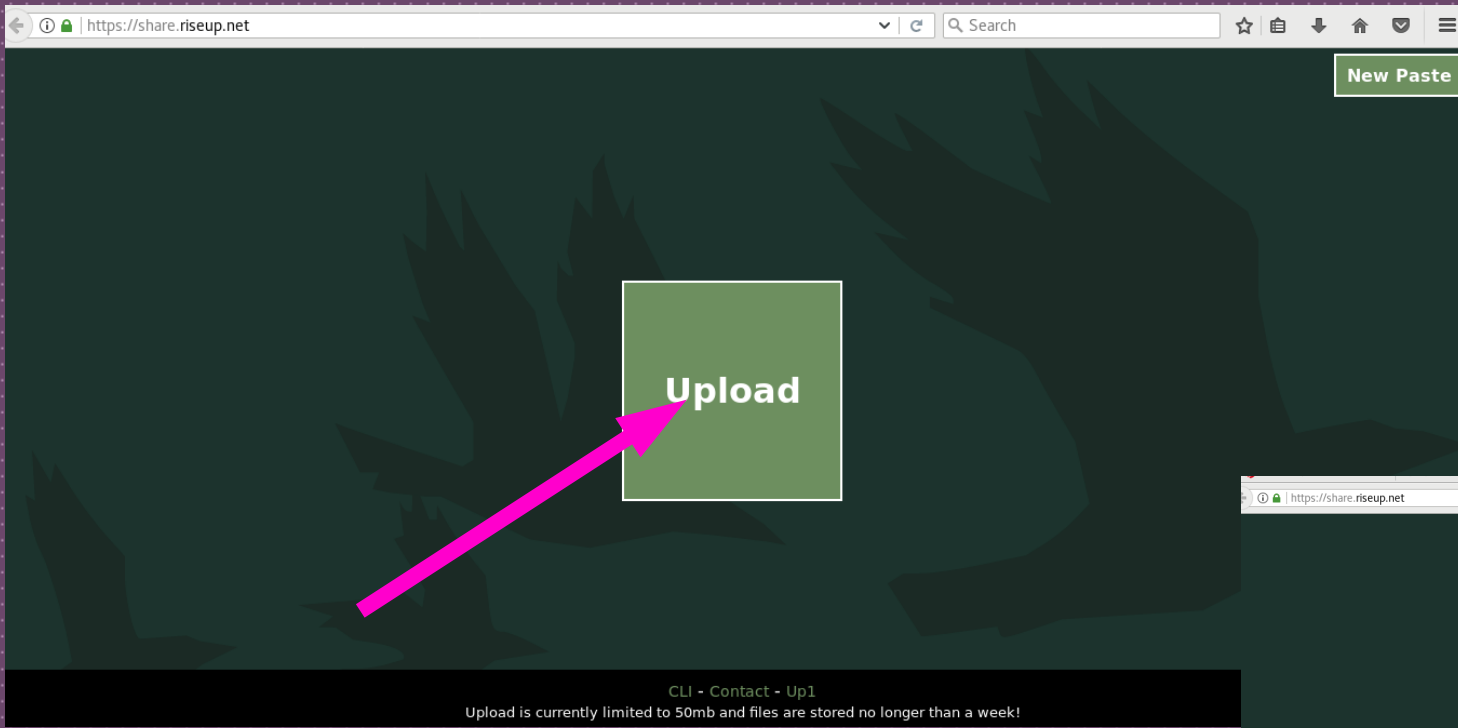 https://share.riseup.net
Search
New Paste
Upload
https://share.riseup.net
CLI - Contact - Up1
Upload is currently limited to 50mb and files are stored no longer than a week!